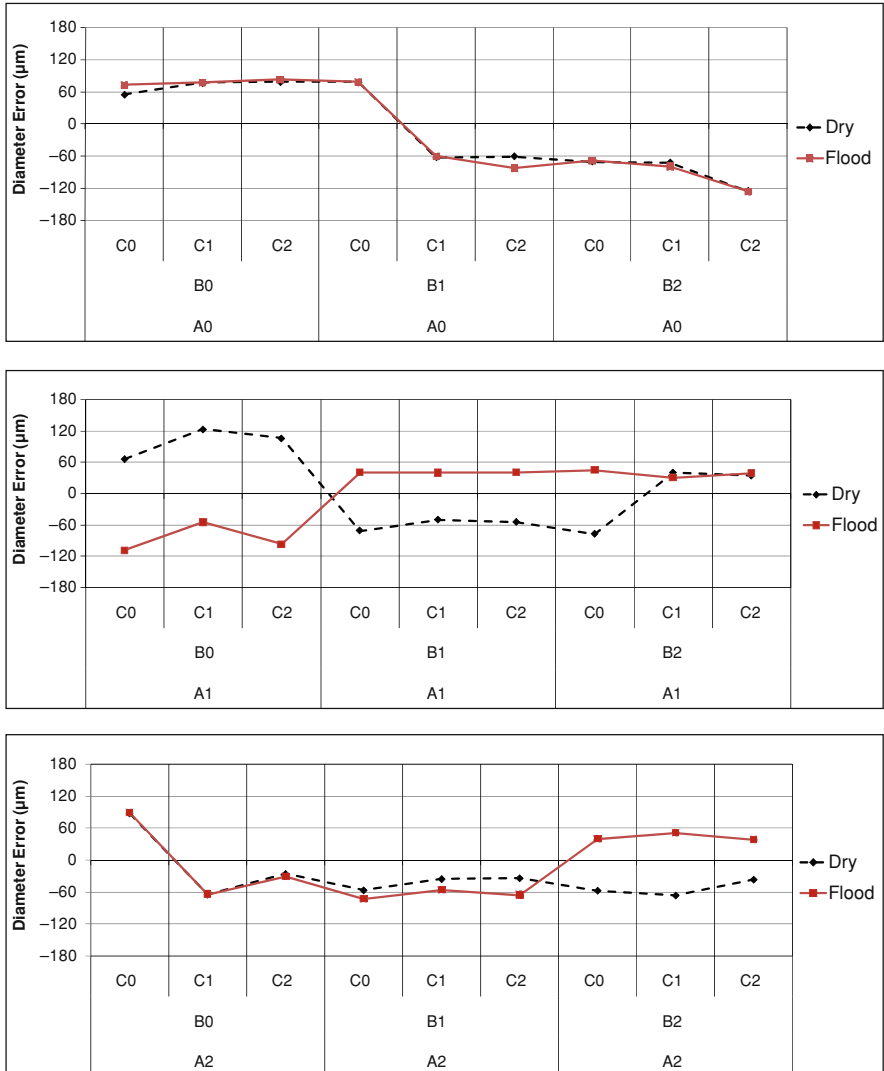 Diameter Error (µm)
180
120
60
0
−60
−120
−180
C0 C1 C2 C0 C1 C2 C0 C1 C2
B0 B1 B2
A0 A0 A0
Dry
Flood
Diameter Error (µm)
180
120
60
0
−60
−120
−180
C0 C1 C2 C0 C1 C2 C0 C1 C2
B0 B1 B2
A1 A1 A1
Dry
Flood
Diameter Error (µm)
180
120
60
0
−60
−120
−180
C0 C1 C2 C0 C1 C2 C0 C1 C2
B0 B1 B2
A2 A2 A2
Dry
Flood